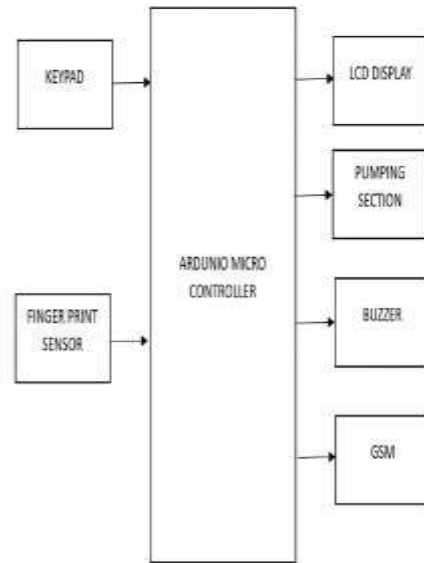 KEYPAD
FINGER PRINT
SENSOR
ARDUNIO MICRO
CONTROLLER
LCD DISPLAY
PUMPING
SECTION
BUZZER
GSM